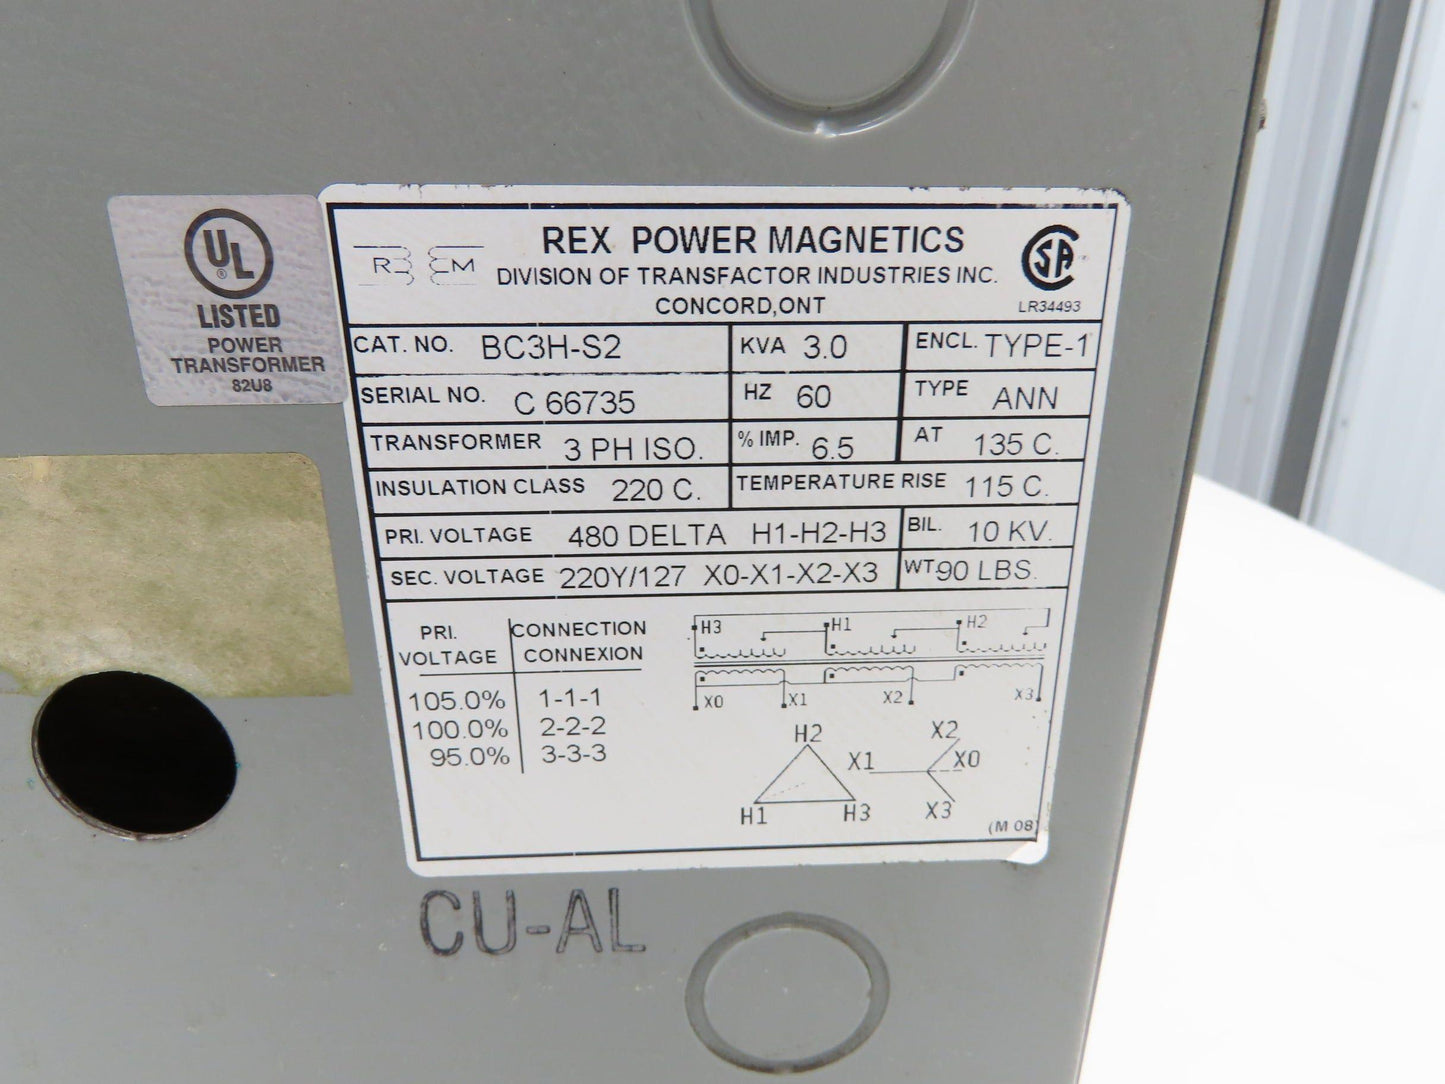 UL
®
LISTED
POWER
TRANSFORMER
82U8
REX POWER MAGNETICS
DIVISION OF TRANSFACTOR INDUSTRIES INC.
CONCORD,ONT
R M
SA
LR34493
CAT. NO. BC3H-S2 KVA 3.0 ENCL. TYPE-1
SERIAL NO. C 66735 HZ 60 TYPE ANN
TRANSFORMER 3 PH ISO. % IMP. 6.5 AT 135 C.
INSULATION CLASS 220 C. TEMPERATURE RISE 115 C.
PRI. VOLTAGE 480 DELTA H1-H2-H3 BIL. 10 KV.
SEC. VOLTAGE 220Y/127 X0-X1-X2-X3 WT. 90 LBS.
PRI. VOLTAGE
CONNECTION
CONNEXION
105.0% 1-1-1
100.0% 2-2-2
95.0% 3-3-3
H3 H1 H2
X0 X1 X2 X3
H2
H1 H3
X2
X1 X0
X3
(M 08)
CU-AL